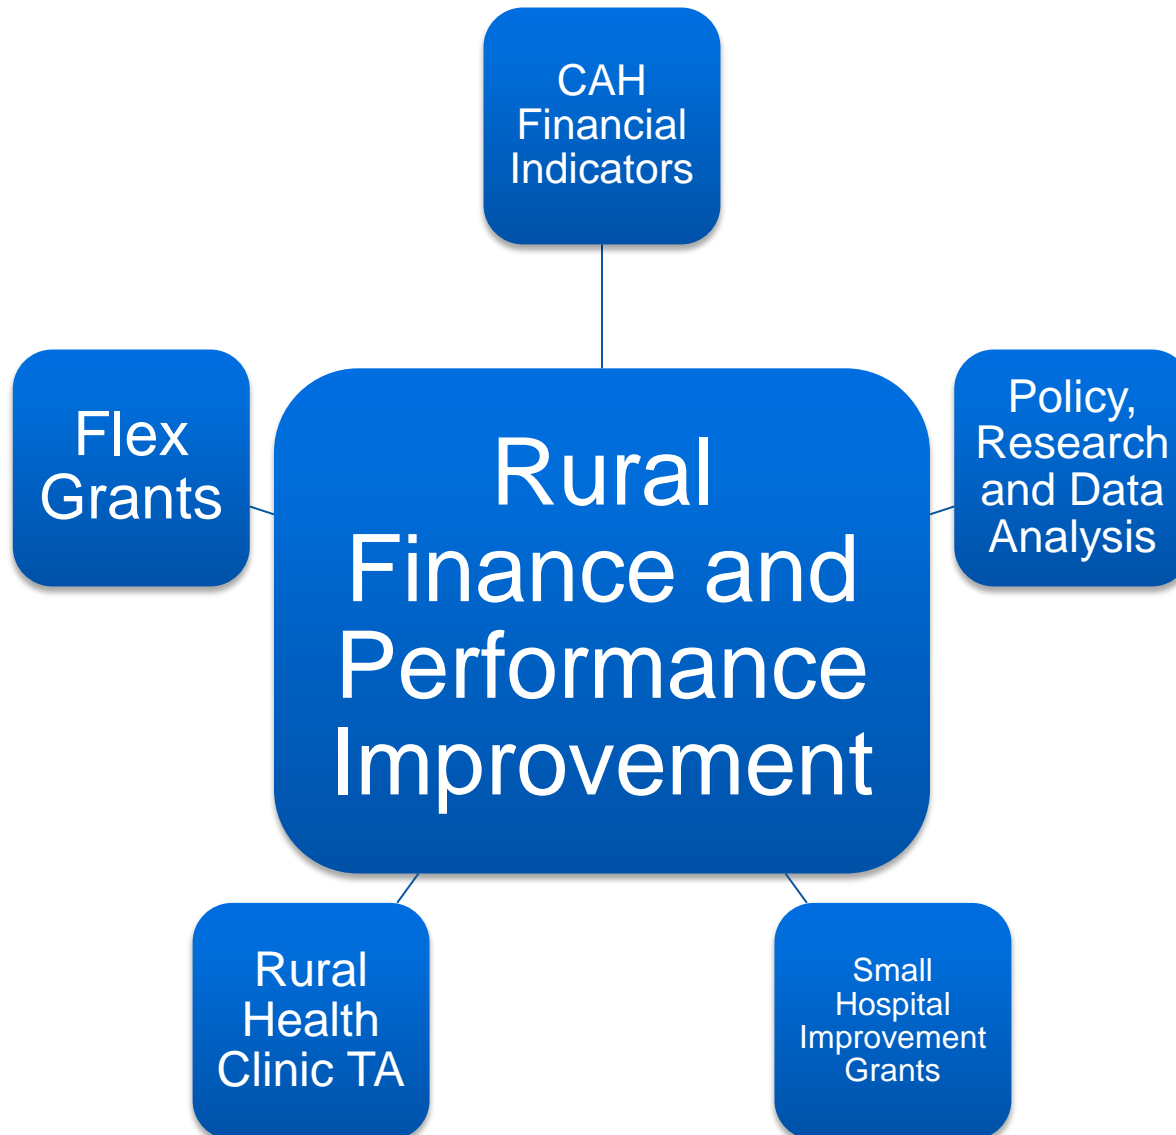 CAH
Financial
Indicators
Flex
Grants
Rural
Finance and
Performance
Improvement
Policy,
Research
and Data
Analysis
Rural
Health
Clinic TA
Small
Hospital
Improvement
Grants